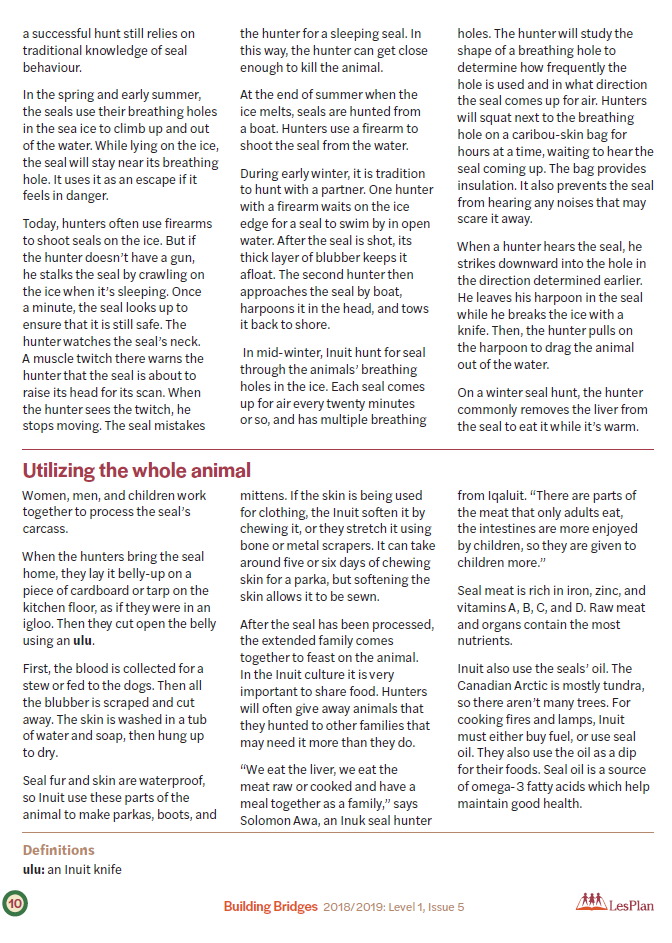 a successful hunt still relies on
traditional knowledge of seal
behaviour.
In the spring and early summer,
the seals use their breathing holes
in the sea ice to climb up and out
of the water. While lying on the ice,
the seal will stay near its breathing
hole. It uses it as an escape if it
feels in danger.
Today, hunters often use firearms
to shoot seals on the ice. But if
the hunter doesn't have a gun,
he stalks the seal by crawling on
the ice when it's sleeping. Once
a minute, the seal looks up to
ensure that it is still safe. The
hunter watches the seal's neck.
A muscle twitch there warns the
hunter that the seal is about to
raise its head for its scan. When
the hunter sees the twitch, he
stops moving. The seal mistakes
the hunter for a sleeping seal. In
this way, the hunter can get close
enough to kill the animal.
At the end of summer when the
ice melts, seals are hunted from
a boat. Hunters use a firearm to
shoot the seal from the water.
During early winter, it is tradition
to hunt with a partner. One hunter
with a firearm waits on the ice
edge for a seal to swim by in open
water. After the seal is shot, its
thick layer of blubber keeps it
afloat. The second hunter then
approaches the seal by boat,
harpoons it in the head, and tows
it back to shore.
In mid-winter, Inuit hunt for seal
through the animals' breathing
holes in the ice. Each seal comes
up for air every twenty minutes
or so, and has multiple breathing
holes. The hunter will study the
shape of a breathing hole to
determine how frequently the
hole is used and in what direction
the seal comes up for air. Hunters
will squat next to the breathing
hole on a caribou-skin bag for
hours at a time, waiting to hear the
seal coming up. The bag provides
insulation. It also prevents the seal
from hearing any noises that may
scare it away.
When a hunter hears the seal, he
strikes downward into the hole in
the direction determined earlier.
He leaves his harpoon in the seal
while he breaks the ice with a
knife. Then, the hunter pulls on
the harpoon to drag the animal
out of the water.
On a winter seal hunt, the hunter
commonly removes the liver from
the seal to eat it while it's warm.
Utilizing the whole animal
Women, men, and children work
together to process the seal's
carcass.
When the hunters bring the seal
home, they lay it belly-up on a
piece of cardboard or tarp on the
kitchen floor, as if they were in an
igloo. Then they cut open the belly
using an ulu.
First, the blood is collected for a
stew or fed to the dogs. Then all
the blubber is scraped and cut
away. The skin is washed in a tub
of water and soap, then hung up
to dry.
Seal fur and skin are waterproof,
so Inuit use these parts of the
animal to make parkas, boots, and
mittens. If the skin is being used
for clothing, the Inuit soften it by
chewing it, or they stretch it using
bone or metal scrapers. It can take
around five or six days of chewing
skin for a parka, but softening the
skin allows it to be sewn.
After the seal has been processed,
the extended family comes
together to feast on the animal.
In the Inuit culture it is very
important to share food. Hunters
will often give away animals that
they hunted to other families that
may need it more than they do.
"We eat the liver, we eat the
meat raw or cooked and have a
meal together as a family," says
Solomon Awa, an Inuk seal hunter
from Iqaluit. "There are parts of
the meat that only adults eat,
the intestines are more enjoyed
by children, so they are given to
children more."
Seal meat is rich in iron, zinc, and
vitamins A, B, C, and D. Raw meat
and organs contain the most
nutrients.
Inuit also use the seals' oil. The
Canadian Arctic is mostly tundra,
so there aren't many trees. For
cooking fires and lamps, Inuit
must either buy fuel, or use seal
oil. They also use the oil as a dip
for their foods. Seal oil is a source
of omega-3 fatty acids which help
maintain good health.
Definitions
ulu: an Inuit knife
10
Building Bridges 2018/2019: Level 1, Issue 5
LesPlan